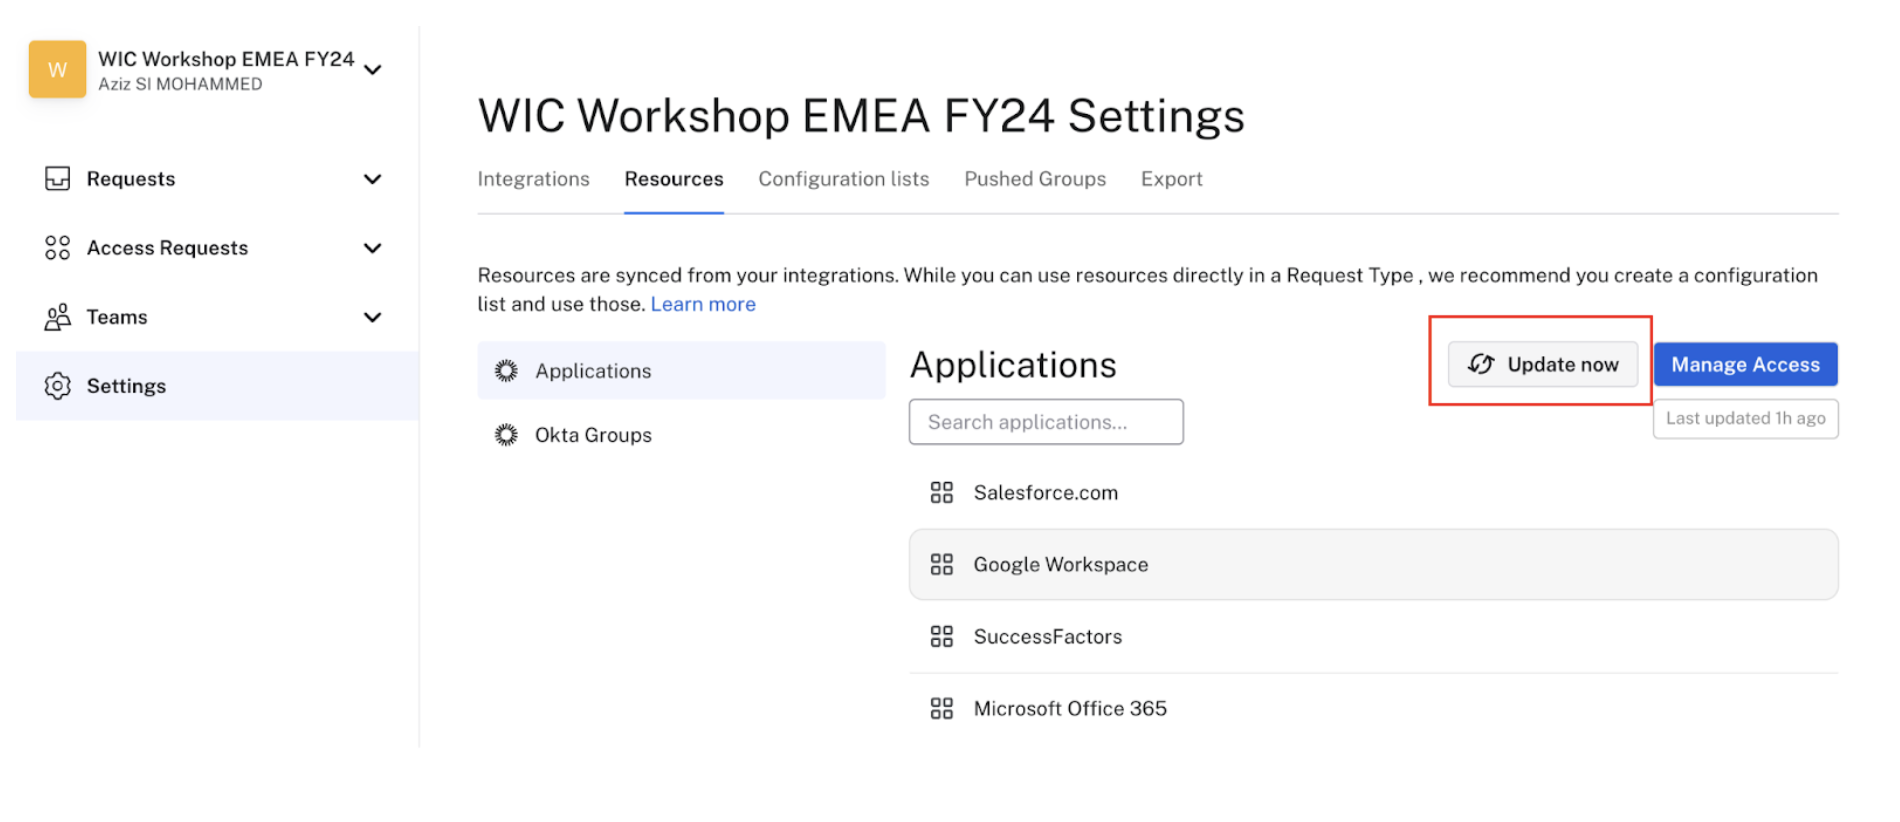 W
WIC Workshop EMEA FY24
Aziz SI MOHAMMED
Requests
Access Requests
Teams
Settings
WIC Workshop EMEA FY24 Settings
Integrations Resources Configuration lists Pushed Groups Export
Resources are synced from your integrations. While you can use resources directly in a Request Type , we recommend you create a configuration
list and use those. Learn more
Applications
Okta Groups
Applications
Update now
Manage Access
Search applications...
Last updated 1h ago
Salesforce.com
Google Workspace
SuccessFactors
Microsoft Office 365